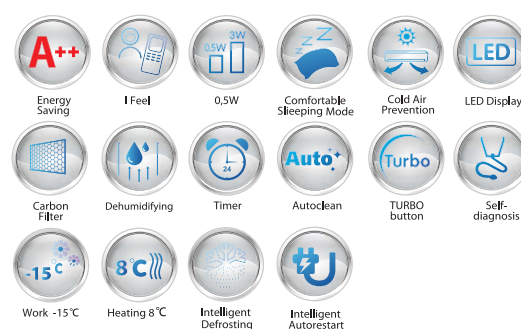 A++
0.5W
3W
Z Z Z
LED
Energy
Saving
I Feel
0,5W
Comfortable
Slieeping Mode
Cold Air
Prevention
LED Display
24
Auto
Turbo
Carbon
Filter
Dehumidifying
Timer
Autoclean
TURBO
button
Self-
diagnosis
-15°C
8°C
Work -15℃
Heating 8℃
Intelligent
Defrosting
Intelligent
Autorestart